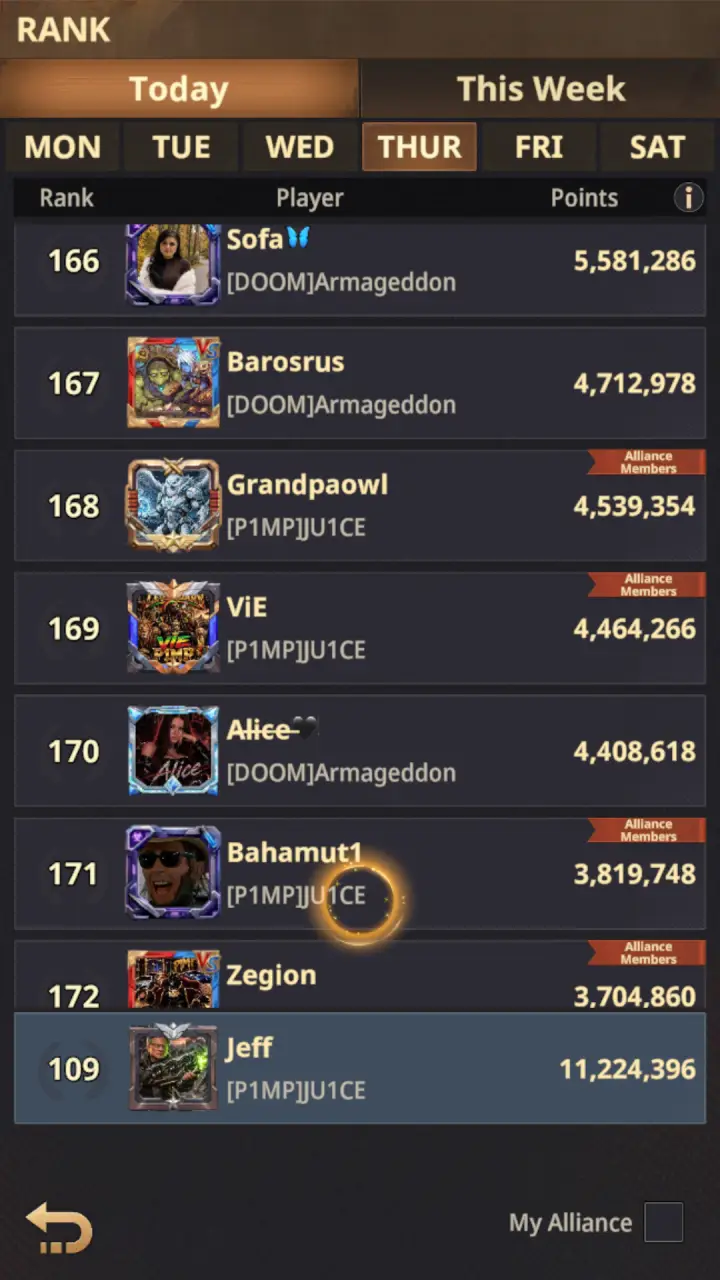 RANK
Today
This Week
MON
TUE
WED
THUR
FRI
SAT
Rank
Player
Points
166
Sofa🦋
[DOOM]Armageddon
5,581,286
167
Barosrus
[DOOM]Armageddon
4,712,978
Alliance
Members
168
Grandpaowl
[P1MP]JU1CE
4,539,354
Alliance
Members
169
ViE
[P1MP]JU1CE
4,464,266
170
Alice🖤
Alice
[DOOM]Armageddon
4,408,618
Alliance
Members
171
Bahamut1
[P1MP]JU1CE
3,819,748
Alliance
Members
172
Zegion
3,704,860
109
Jeff
[P1MP]JU1CE
11,224,396
My Alliance